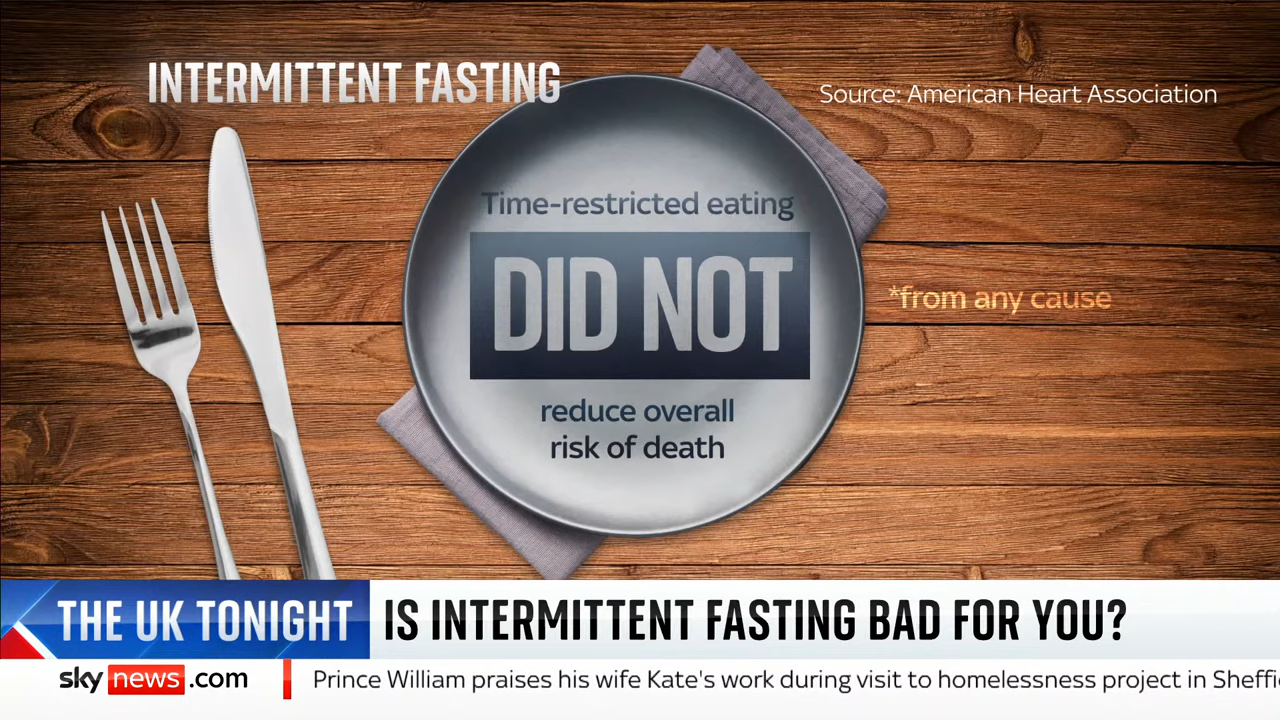 INTERMITTENT FASTING
Source: American Heart Association
Time-restricted eating
DID NOT
*from any cause
reduce overall
risk of death
THE UK TONIGHT
IS INTERMITTENT FASTING BAD FOR YOU?
sky news.com
Prince William praises his wife Kate's work during visit to homelessness project in